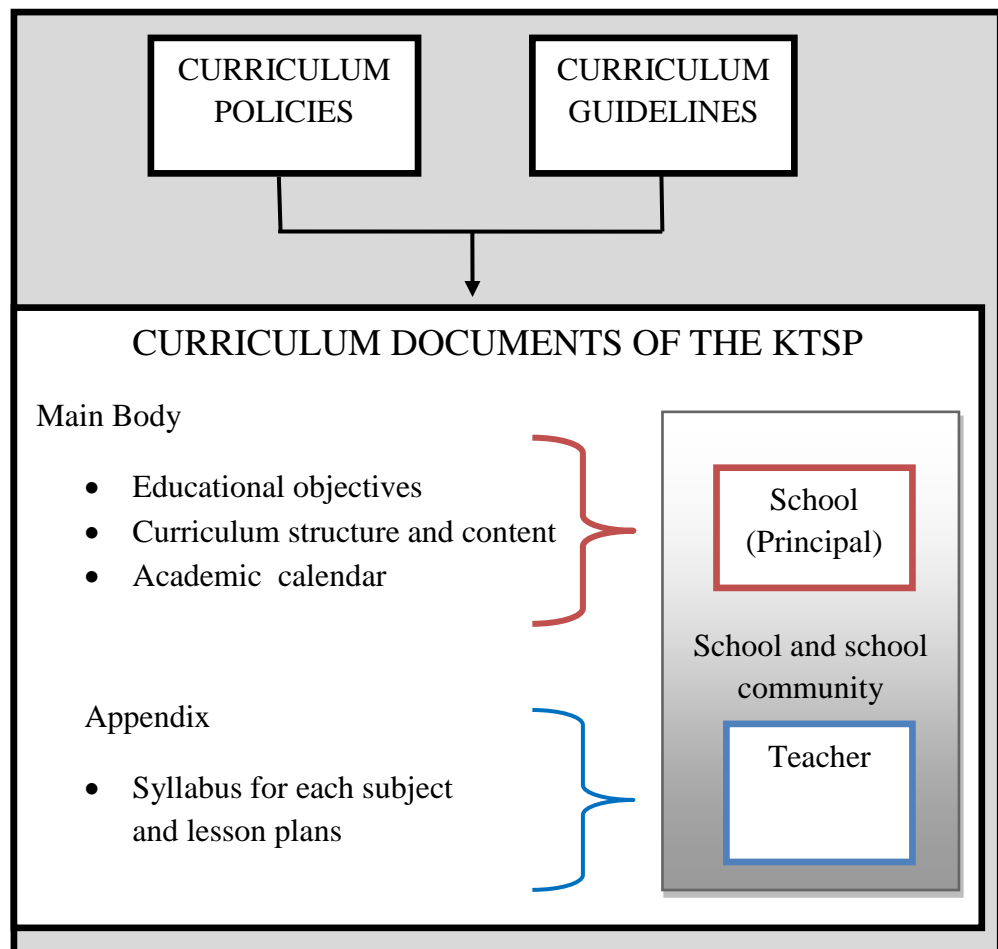 CURRICULUM
POLICIES
CURRICULUM
GUIDELINES
CURRICULUM DOCUMENTS OF THE KTSP
Main Body
• Educational objectives
• Curriculum structure and content
• Academic calendar
School
(Principal)
School and school
community
Appendix
• Syllabus for each subject
and lesson plans
Teacher